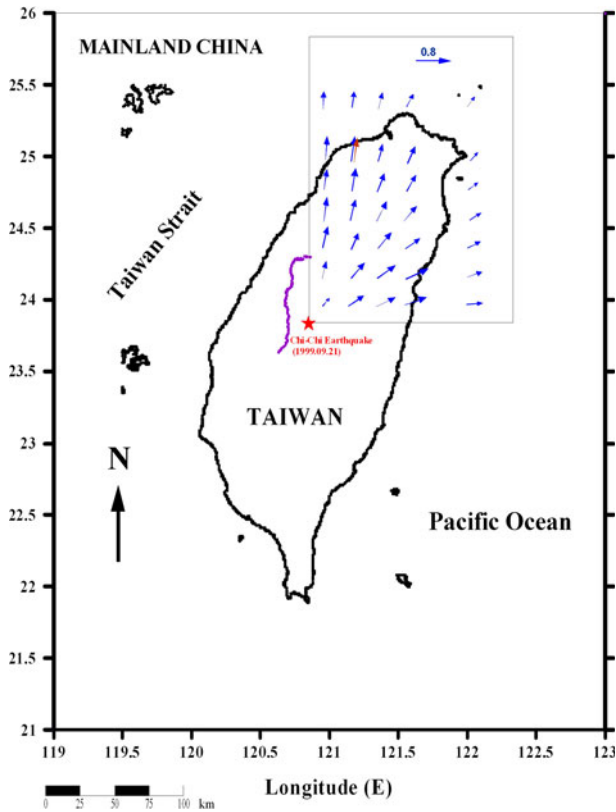 26
MAINLAND CHINA
0.8
25.5
25
24.5
Taiwan Strait
24
Chi-Chi Earthquake
(1999.09.21)
23.5
TAIWAN
23
N
22.5
Pacific Ocean
22
21.5
21
119 119.5 120 120.5 121 121.5 122 122.5 123
0 25 50 75 100 km
Longitude (E)